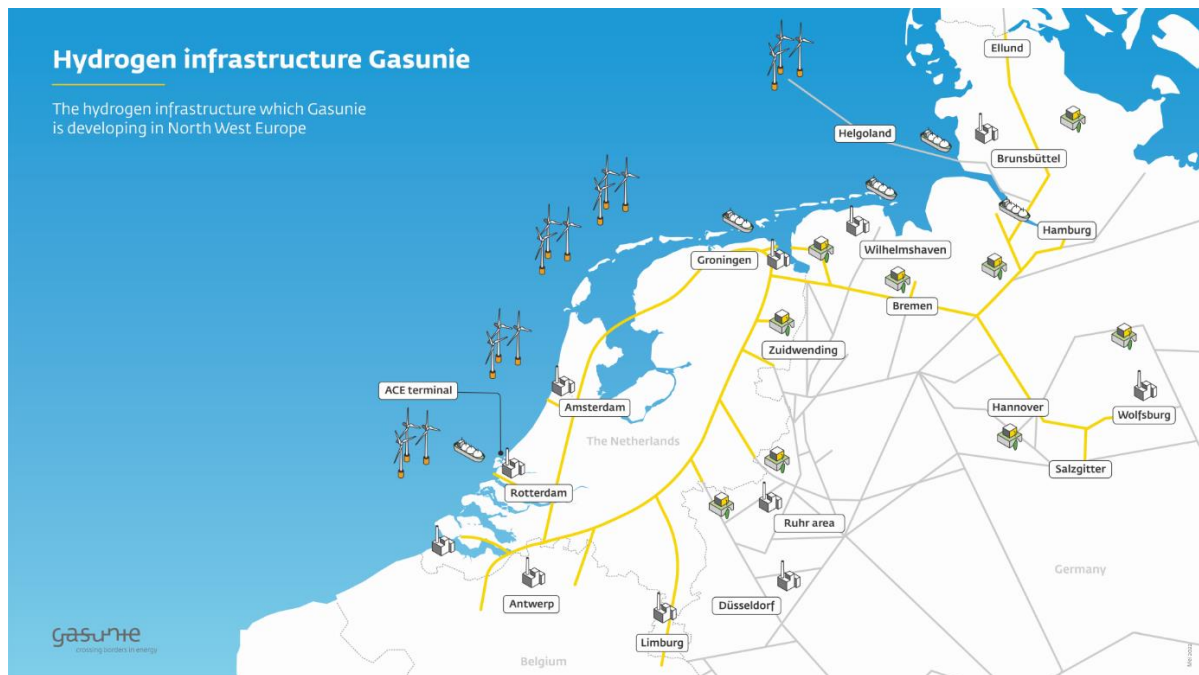 Hydrogen infrastructure Gasunie
The hydrogen infrastructure which Gasunie
is developing in North West Europe
Ellund
Helgoland
Brunsbüttel
Hamburg
Wilhelmshaven
Groningen
Bremen
Zuidwending
ACE terminal
Amsterdam
Hannover
Wolfsburg
The Netherlands
Salzgitter
Rotterdam
Ruhr area
Germany
Antwerp
Düsseldorf
Limburg
Belgium
gasunie
crossing borders in energy